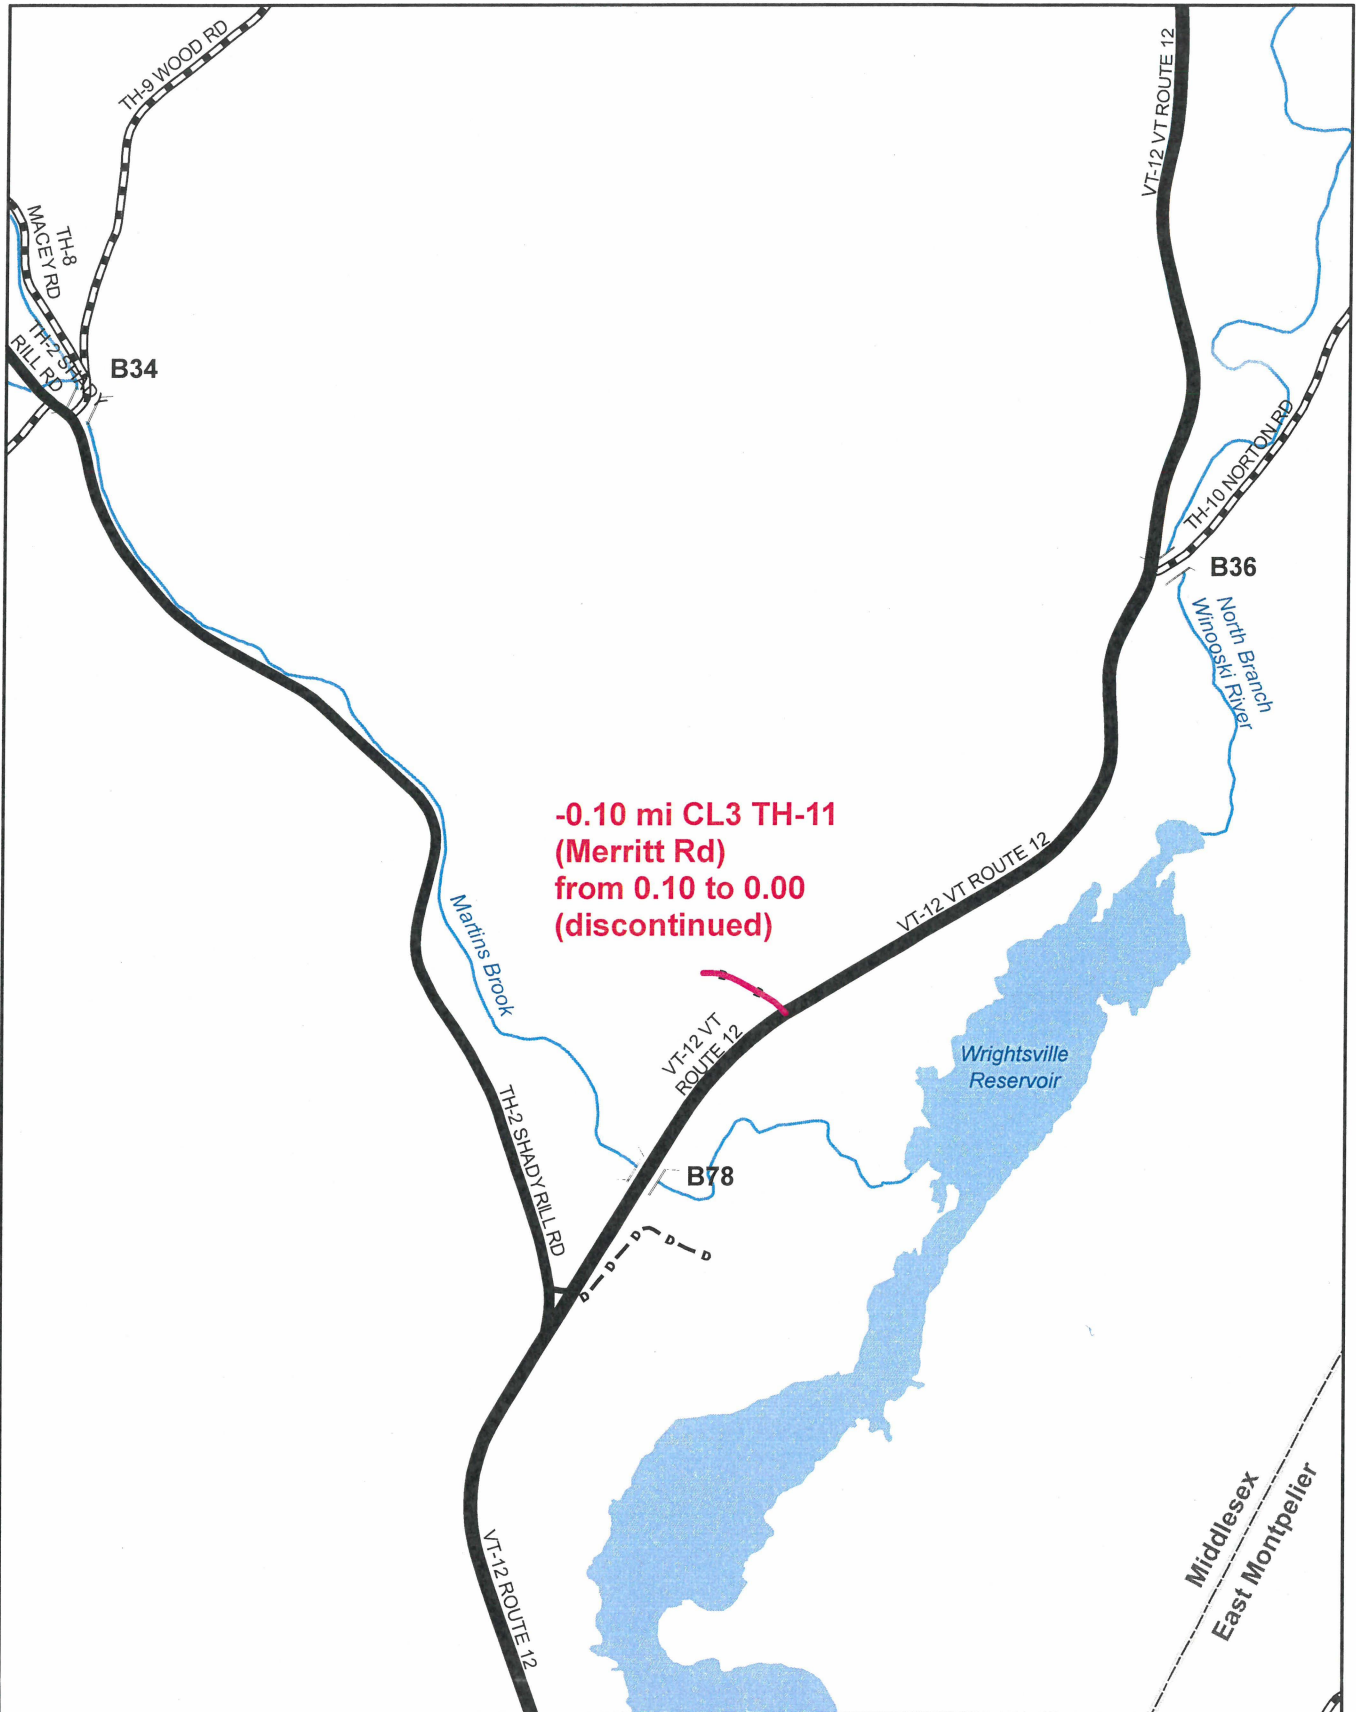 TH-9 WOOD RD
VT-12 VT ROUTE 12
TH-8
MACEY RD
TH-2 SHADY
RILL RD
B34
TH-10 NORTON RD
B36
North Branch
Winooski River
-0.10 mi CL3 TH-11
(Merritt Rd)
from 0.10 to 0.00
(discontinued)
VT-12 VT ROUTE 12
Martins Brook
VT-12 VT
ROUTE 12
Wrightsville
Reservoir
TH-2 SHADY RILL RD
B78
D
D
D
D
D
Middlesex
East Montpelier
VT-12 ROUTE 12